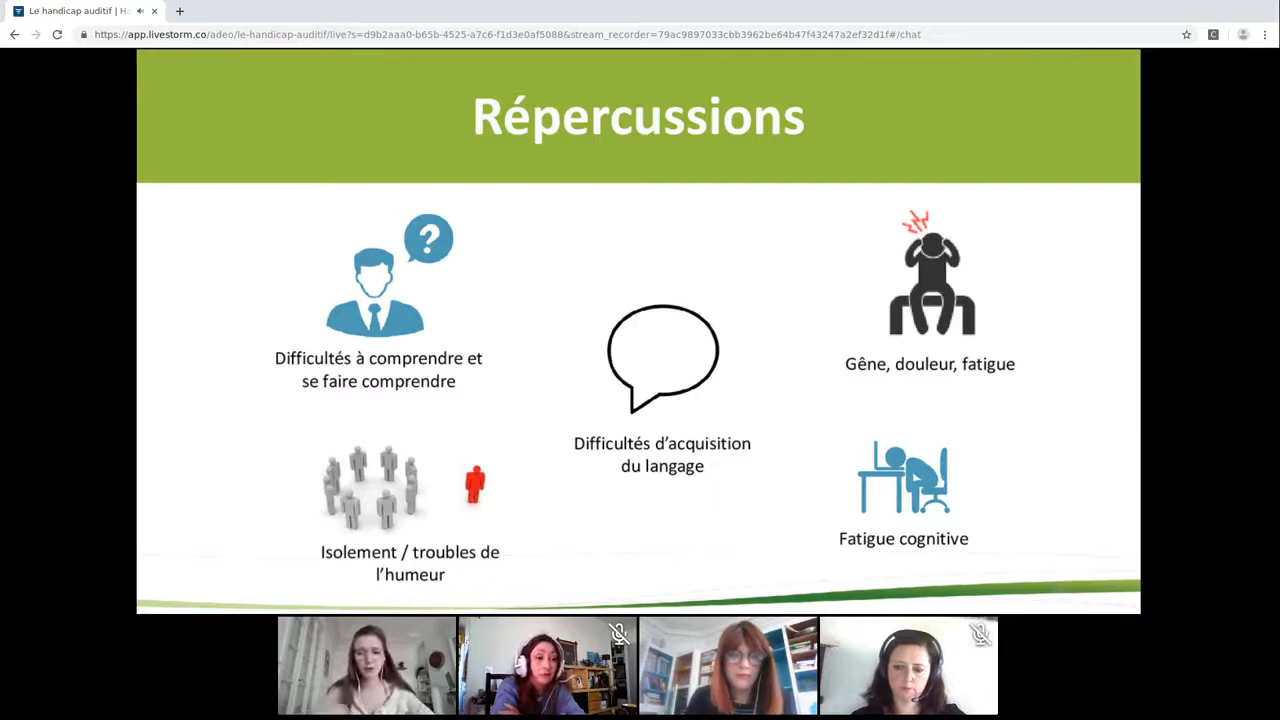 Le handicap auditif | Ha
https://app.livestorm.co/adeo/le-handicap-auditif/live?s=d9b2aaa0-b65b-4525-a7c6-f1d3e0af5088&stream_recorder=79ac9897033cbb3962be64b47f43247a2ef32d1f#/chat
Répercussions
?
Difficultés à comprendre et
se faire comprendre
Gêne, douleur, fatigue
Difficultés d’acquisition
du langage
Isolement / troubles de
l’humeur
Fatigue cognitive